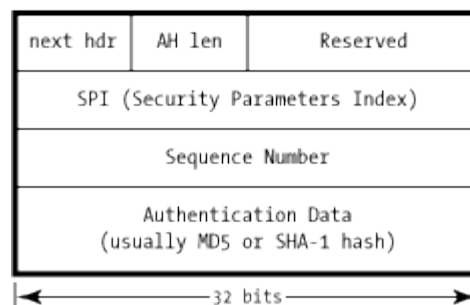 next hdr AH len Reserved
SPI (Security Parameters Index)
Sequence Number
Authentication Data
(usually MD5 or SHA-1 hash)
32 bits